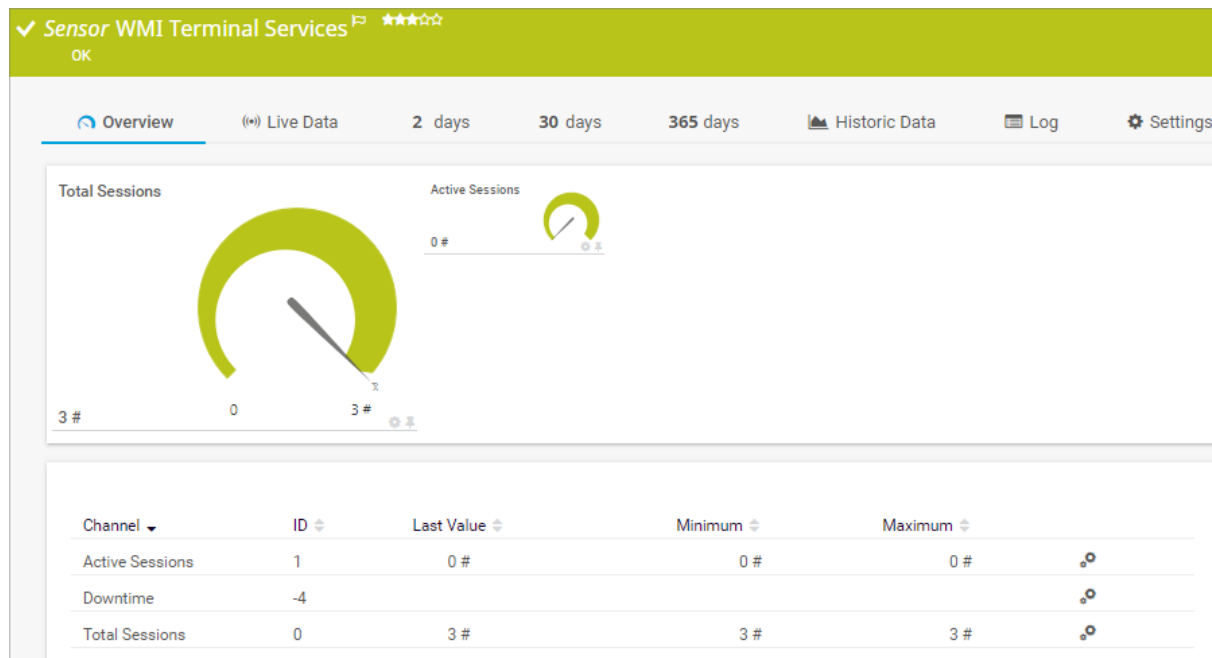 Sensor WMI Terminal Services
OK
Overview Live Data 2 days 30 days 365 days Historic Data Log Settings
Total Sessions
3 #
0 3 #
Active Sessions
0 #
Channel ID Last Value Minimum Maximum
Active Sessions 1 0 # 0 # 0 #
Downtime -4
Total Sessions 0 3 # 3 # 3 #